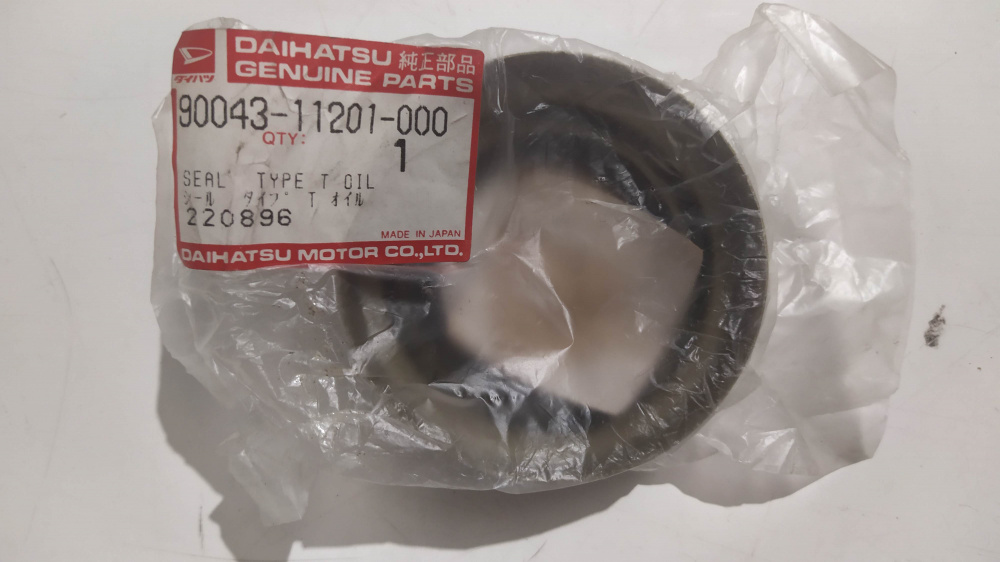 ダイハツ
DAIHATSU 純正部品
GENUINE PARTS
90043-11201-000
QTY:
1
SEAL TYPE T OIL
シール タイプ T オイル
220896
MADE IN JAPAN
DAIHATSU MOTOR CO.,LTD.